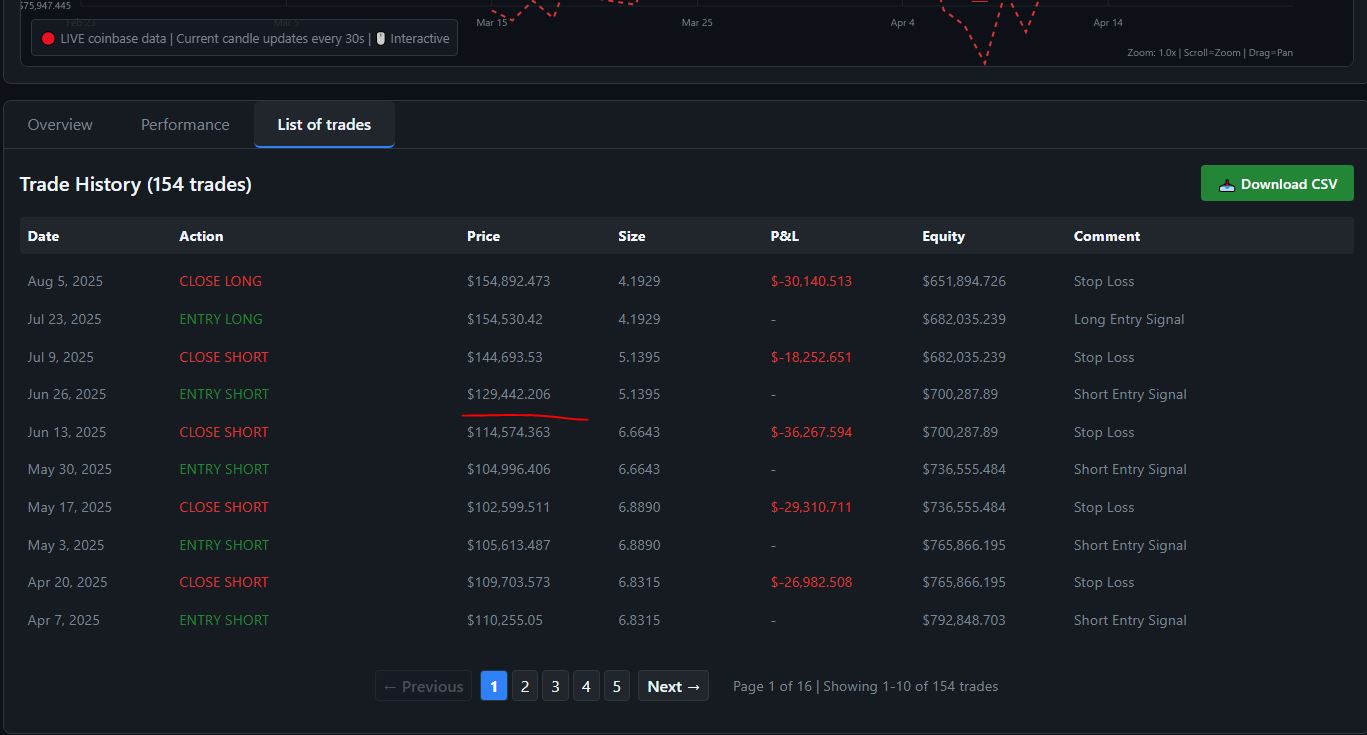 $75,947.445
Feb 23 Mar 5 Mar 15 Mar 25 Apr 4 Apr 14
LIVE coinbase data | Current candle updates every 30s | Interactive
Zoom: 1.0x | Scroll=Zoom | Drag=Pan
Overview Performance List of trades
Trade History (154 trades)
Download CSV
Date Action Price Size P&L Equity Comment
Aug 5, 2025 CLOSE LONG $154,892.473 4.1929 $-30,140.513 $651,894.726 Stop Loss
Jul 23, 2025 ENTRY LONG $154,530.42 4.1929 - $682,035.239 Long Entry Signal
Jul 9, 2025 CLOSE SHORT $144,693.53 5.1395 $-18,252.651 $682,035.239 Stop Loss
Jun 26, 2025 ENTRY SHORT $129,442.206 5.1395 - $700,287.89 Short Entry Signal
Jun 13, 2025 CLOSE SHORT $114,574.363 6.6643 $-36,267.594 $700,287.89 Stop Loss
May 30, 2025 ENTRY SHORT $104,996.406 6.6643 - $736,555.484 Short Entry Signal
May 17, 2025 CLOSE SHORT $102,599.511 6.8890 $-29,310.711 $736,555.484 Stop Loss
May 3, 2025 ENTRY SHORT $105,613.487 6.8890 - $765,866.195 Short Entry Signal
Apr 20, 2025 CLOSE SHORT $109,703.573 6.8315 $-26,982.508 $765,866.195 Stop Loss
Apr 7, 2025 ENTRY SHORT $110,255.05 6.8315 - $792,848.703 Short Entry Signal
← Previous 1 2 3 4 5 Next → Page 1 of 16 | Showing 1-10 of 154 trades